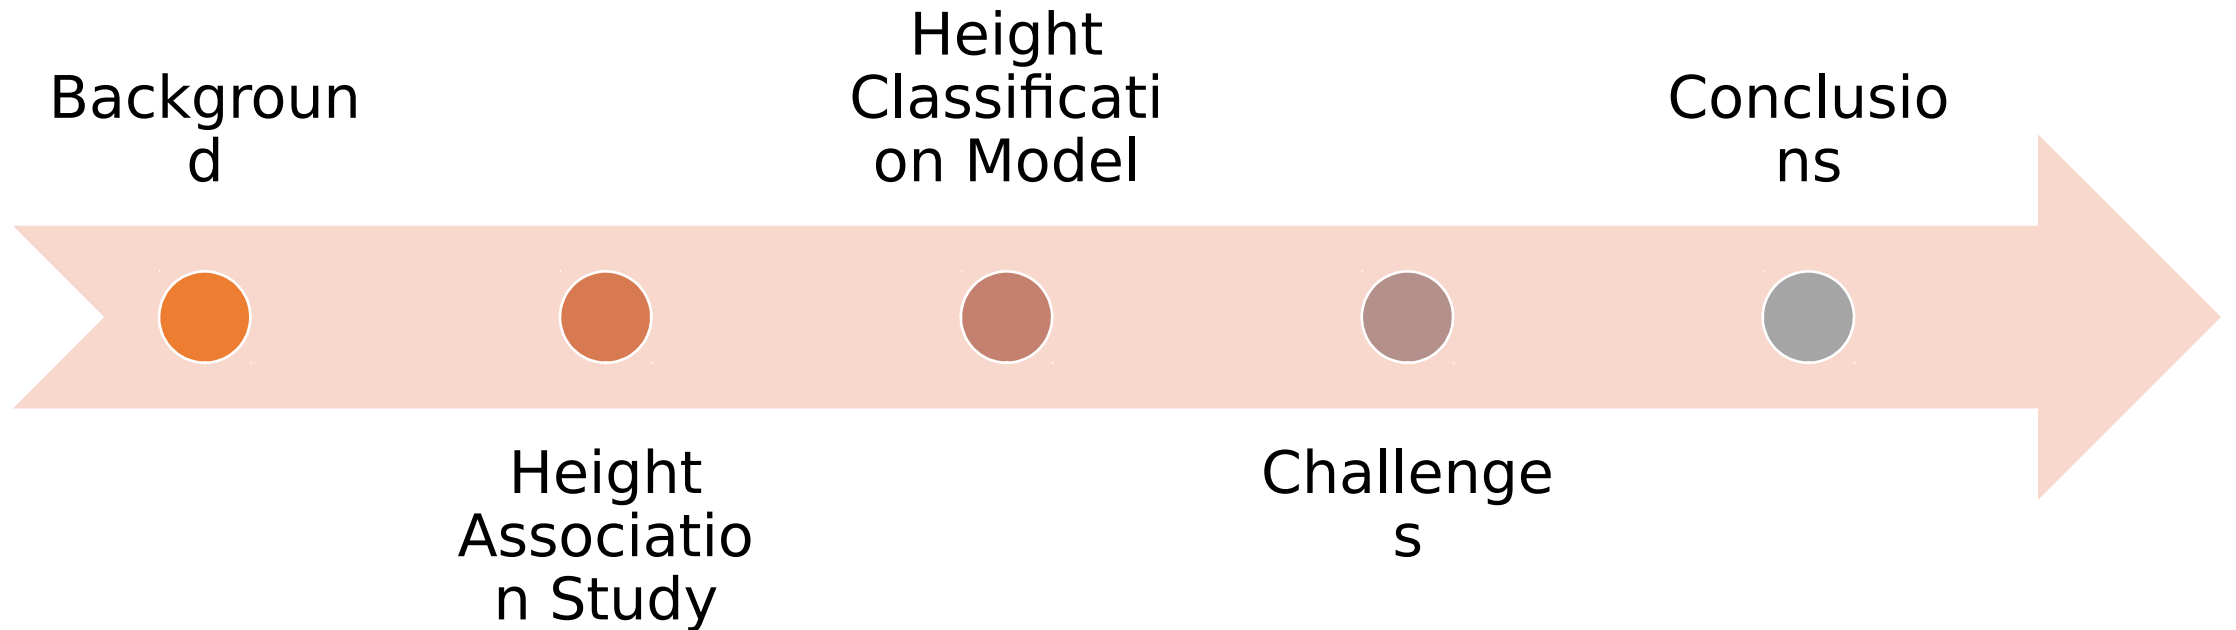 Backgroun
d
Height
Associatio
n Study
Height
Classificati
on Model
Challenge
s
Conclusio
ns